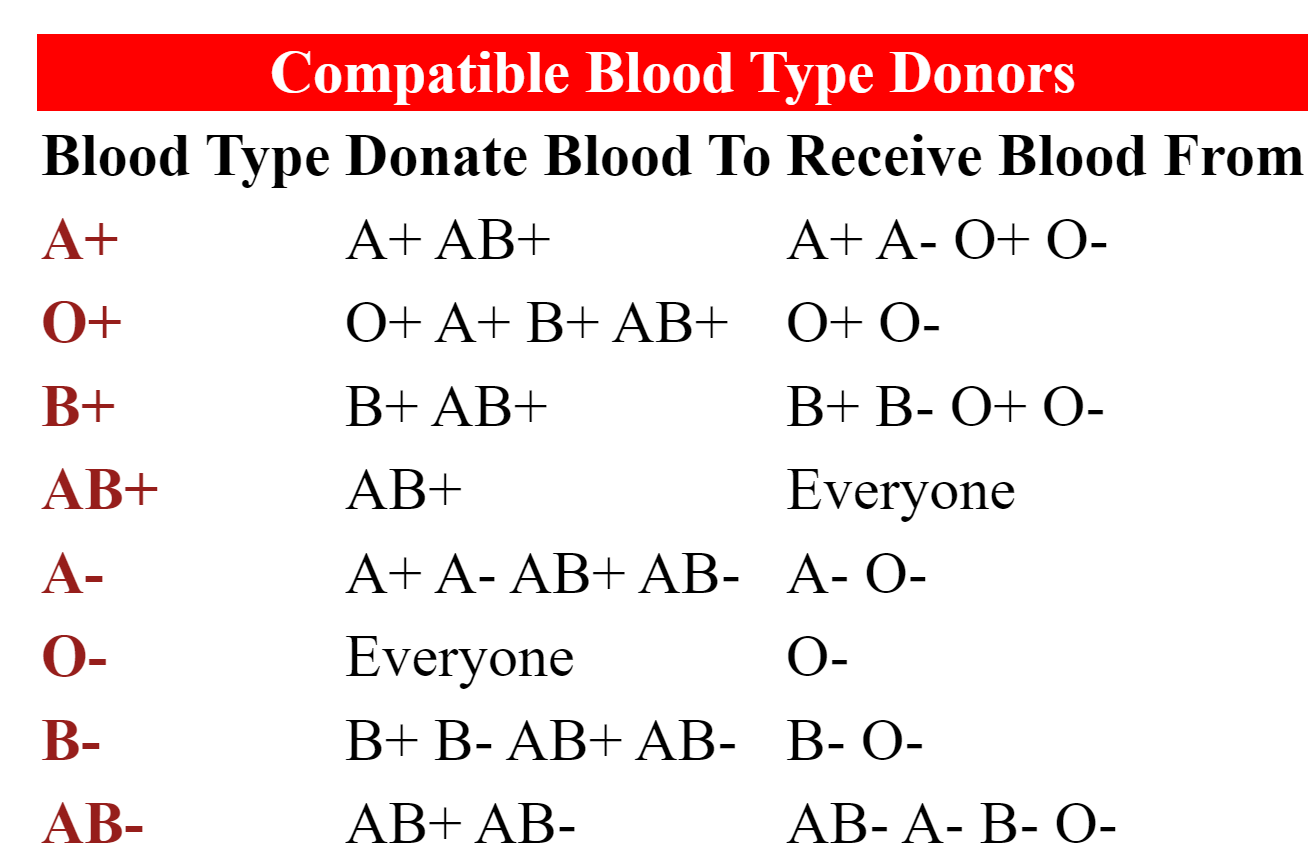 Compatible Blood Type Donors
Blood Type Donate Blood To Receive Blood From
A+ A+ AB+ A+ A- O+ O-
O+ O+ A+ B+ AB+ O+ O-
B+ B+ AB+ B+ B- O+ O-
AB+ AB+ Everyone
A- A+ A- AB+ AB- A- O-
O- Everyone O-
B- B+ B- AB+ AB- B- O-
AB- AB+ AB- AB- A- B- O-